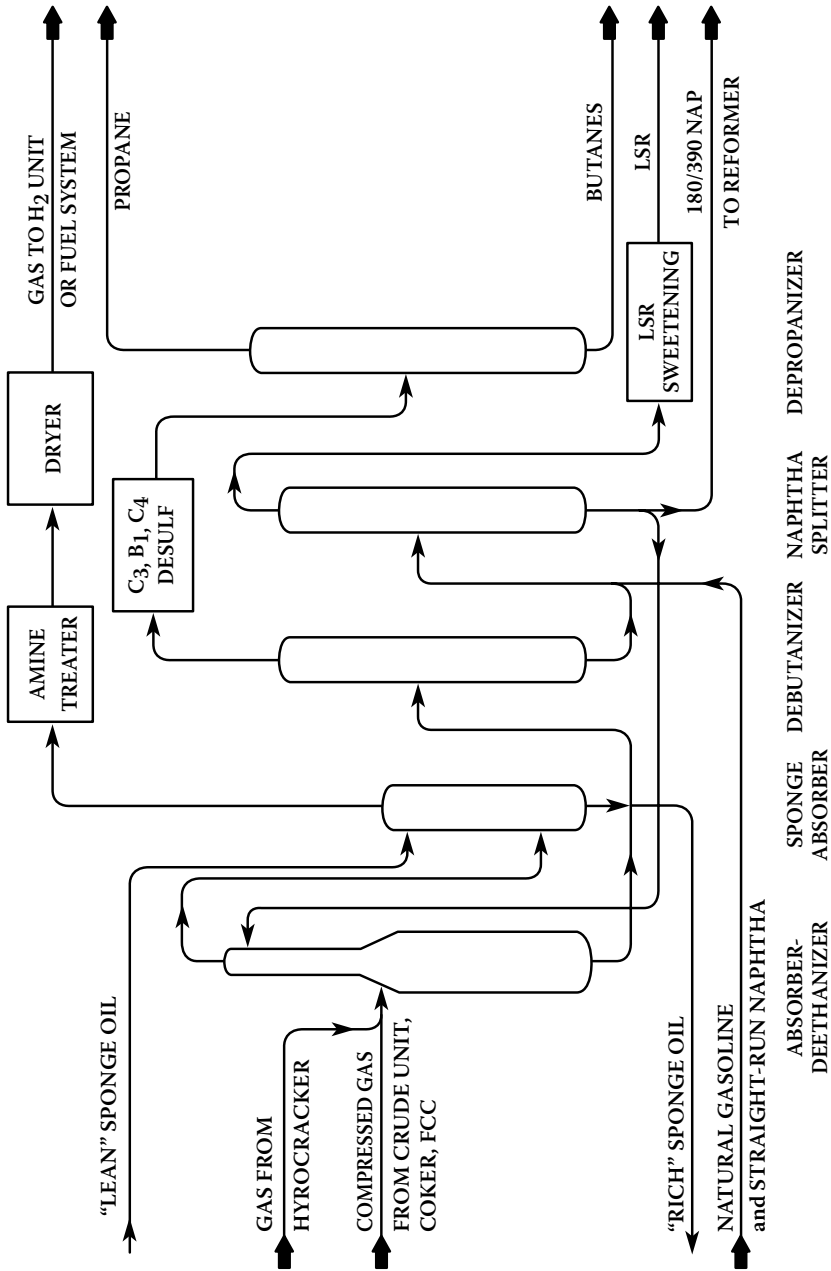 “LEAN” SPONGE OIL
GAS FROM
HYROCRACKER
COMPRESSED GAS
FROM CRUDE UNIT,
COKER, FCC
“RICH” SPONGE OIL
NATURAL GASOLINE
and STRAIGHT-RUN NAPHTHA
AMINE
TREATER
DRYER
GAS TO H2 UNIT
OR FUEL SYSTEM
C3, B1, C4
DESULF
PROPANE
BUTANES
LSR
SWEETENING
LSR
180/390 NAP
TO REFORMER
ABSORBER-
DEETHANIZER
SPONGE
ABSORBER
DEBUTANIZER
NAPHTHA
SPLITTER
DEPROPANIZER